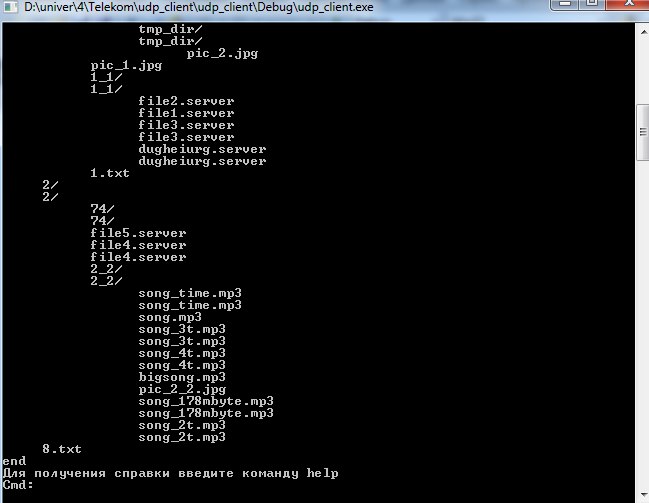 D:\univer\4\Telekom\udp_client\udp_client\Debug\udp_client.exe
tmp_dir/
tmp_dir/
pic_2.jpg
pic_1.jpg
1_1/
1_1/
file2.server
file1.server
file3.server
file3.server
dugheiurg.server
dugheiurg.server
1.txt
2/
2/
74/
74/
file5.server
file4.server
file4.server
2_2/
2_2/
song_time.mp3
song_time.mp3
song.mp3
song_3t.mp3
song_3t.mp3
song_4t.mp3
song_4t.mp3
bigsong.mp3
pic_2_2.jpg
song_178mbyte.mp3
song_178mbyte.mp3
song_2t.mp3
song_2t.mp3
8.txt
end
Для получения справки введите команду help
Cmd: